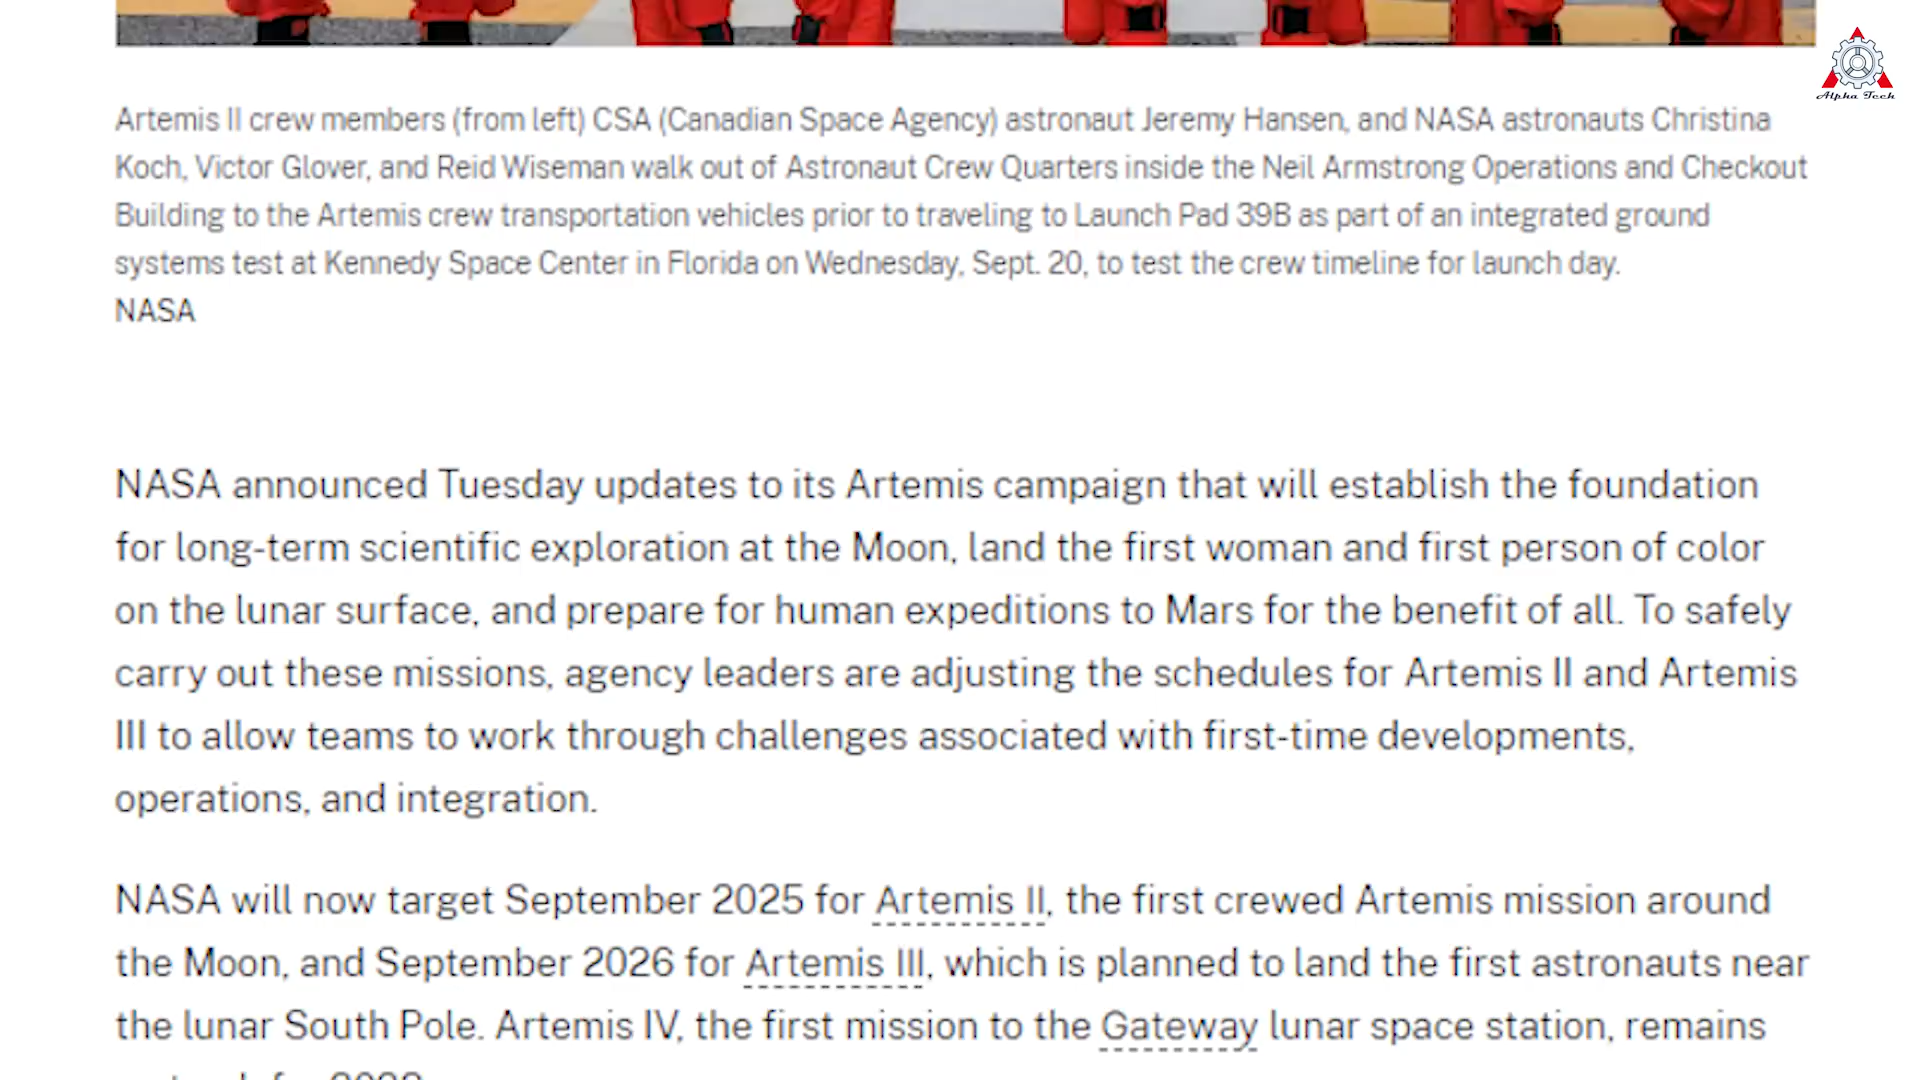 Alpha Tech
Artemis II crew members (from left) CSA (Canadian Space Agency) astronaut Jeremy Hansen, and NASA astronauts Christina
Koch, Victor Glover, and Reid Wiseman walk out of Astronaut Crew Quarters inside the Neil Armstrong Operations and Checkout
Building to the Artemis crew transportation vehicles prior to traveling to Launch Pad 39B as part of an integrated ground
systems test at Kennedy Space Center in Florida on Wednesday, Sept. 20, to test the crew timeline for launch day.
NASA
NASA announced Tuesday updates to its Artemis campaign that will establish the foundation
for long-term scientific exploration at the Moon, land the first woman and first person of color
on the lunar surface, and prepare for human expeditions to Mars for the benefit of all. To safely
carry out these missions, agency leaders are adjusting the schedules for Artemis II and Artemis
III to allow teams to work through challenges associated with first-time developments,
operations, and integration.
NASA will now target September 2025 for Artemis II, the first crewed Artemis mission around
the Moon, and September 2026 for Artemis III, which is planned to land the first astronauts near
the lunar South Pole. Artemis IV, the first mission to the Gateway lunar space station, remains